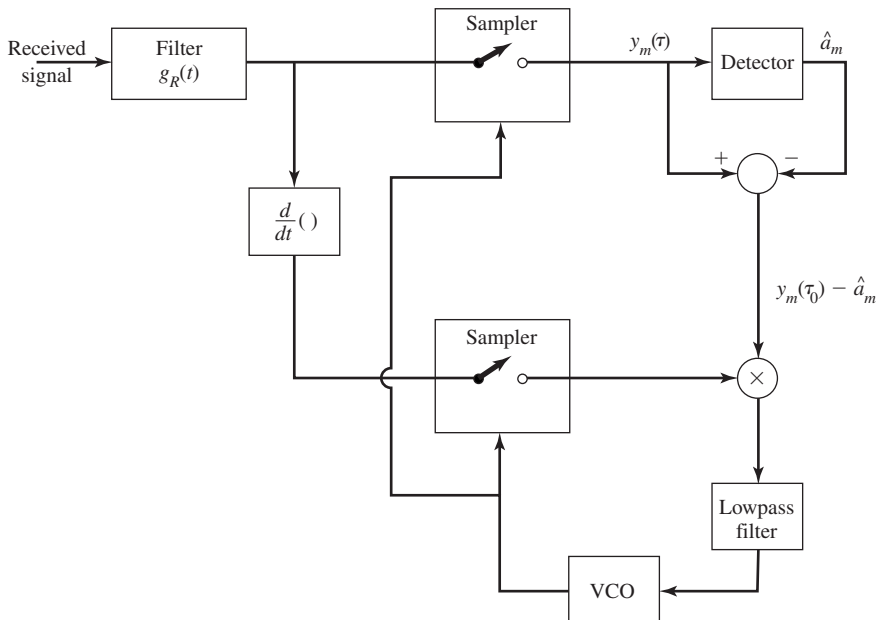 Received
signal
Filter
g_R(t)
Sampler
y_m(τ)
Detector
â_m
+
−
d/dt ( )
y_m(τ_0) − â_m
Sampler
×
Lowpass
filter
VCO